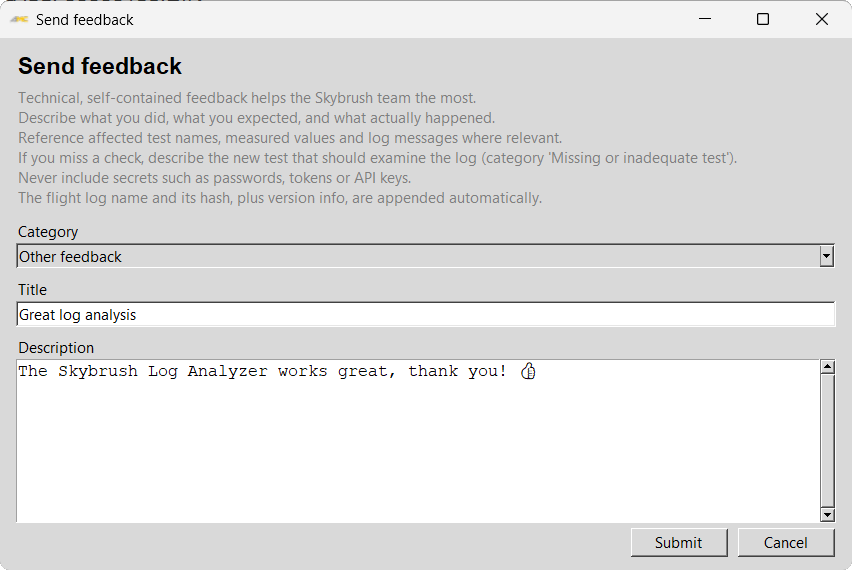 Send feedback
Send feedback
Technical, self-contained feedback helps the Skybrush team the most.
Describe what you did, what you expected, and what actually happened.
Reference affected test names, measured values and log messages where relevant.
If you miss a check, describe the new test that should examine the log (category 'Missing or inadequate test').
Never include secrets such as passwords, tokens or API keys.
The flight log name and its hash, plus version info, are appended automatically.
Category
Other feedback
Title
Great log analysis
Description
The Skybrush Log Analyzer works great, thank you! 👍
Submit
Cancel